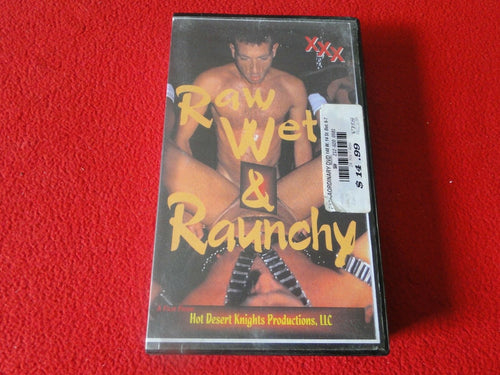 XXX
Raw
Wet
&
Raunchy
$ 14.99
Hot Desert Knights Productions, LLC